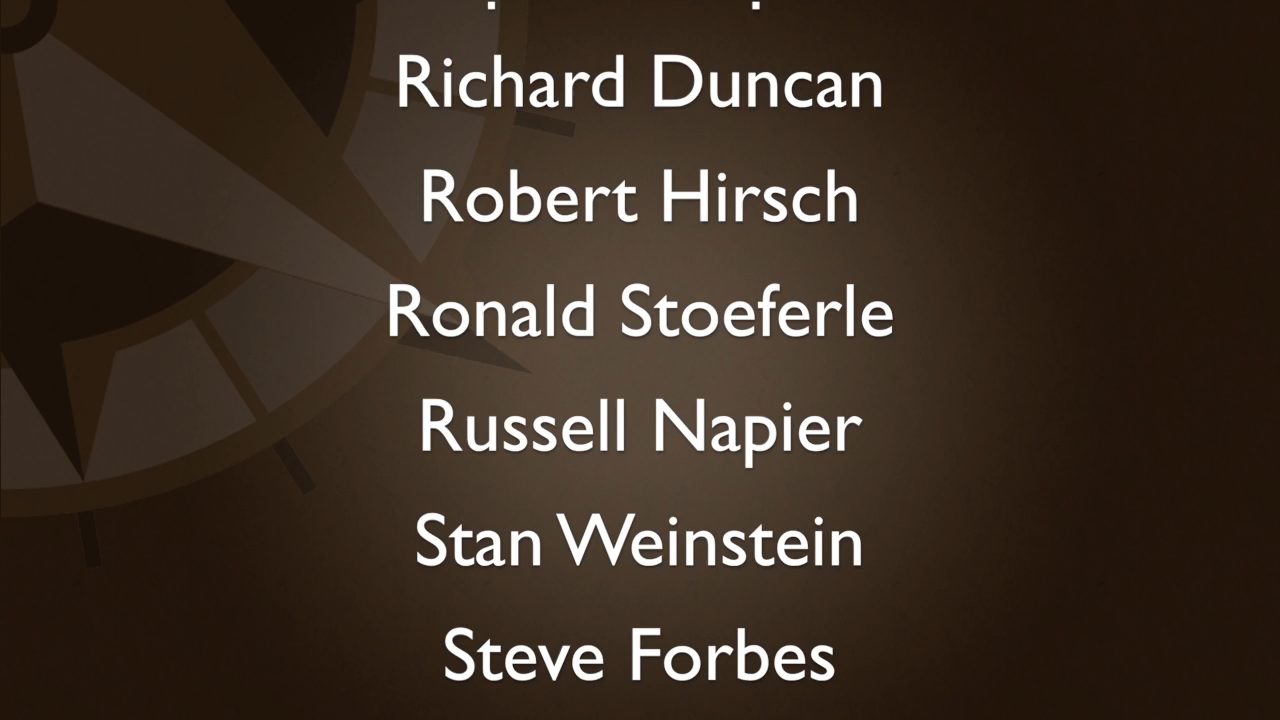 Richard Duncan
Robert Hirsch
Ronald Stoeferle
Russell Napier
Stan Weinstein
Steve Forbes